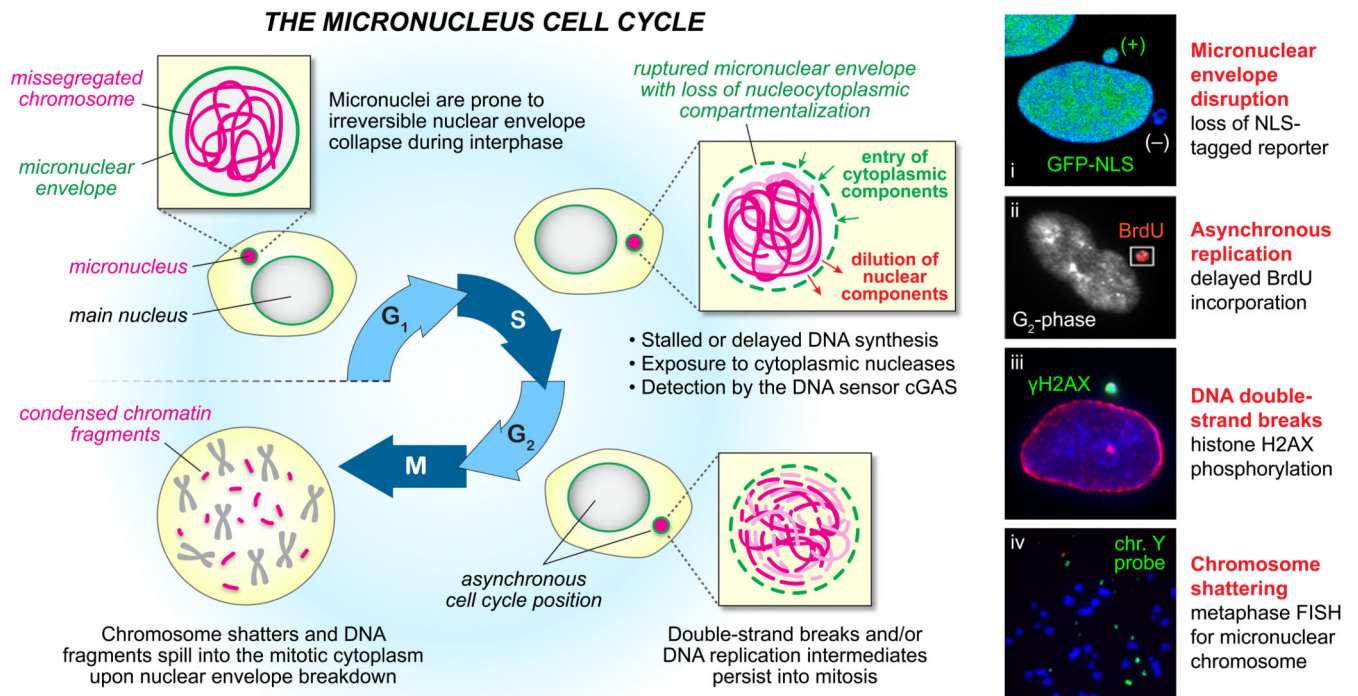 THE MICRONUCLEUS CELL CYCLE
missegregated
chromosome
micronuclear
envelope
Micronuclei are prone to
irreversible nuclear envelope
collapse during interphase
micronucleus
main nucleus
ruptured micronuclear envelope
with loss of nucleocytoplasmic
compartmentalization
entry of
cytoplasmic
components
dilution of
nuclear
components
G₁
S
G₂
M
• Stalled or delayed DNA synthesis
• Exposure to cytoplasmic nucleases
• Detection by the DNA sensor cGAS
condensed chromatin
fragments
asynchronous
cell cycle position
Chromosome shatters and DNA
fragments spill into the mitotic cytoplasm
upon nuclear envelope breakdown
Double-strand breaks and/or
DNA replication intermediates
persist into mitosis
(+)
(–)
GFP-NLS
i
Micronuclear
envelope
disruption
loss of NLS-
tagged reporter
ii
BrdU
G₂-phase
Asynchronous
replication
delayed BrdU
incorporation
iii
γH2AX
DNA double-
strand breaks
histone H2AX
phosphorylation
iv
chr. Y
probe
Chromosome
shattering
metaphase FISH
for micronuclear
chromosome